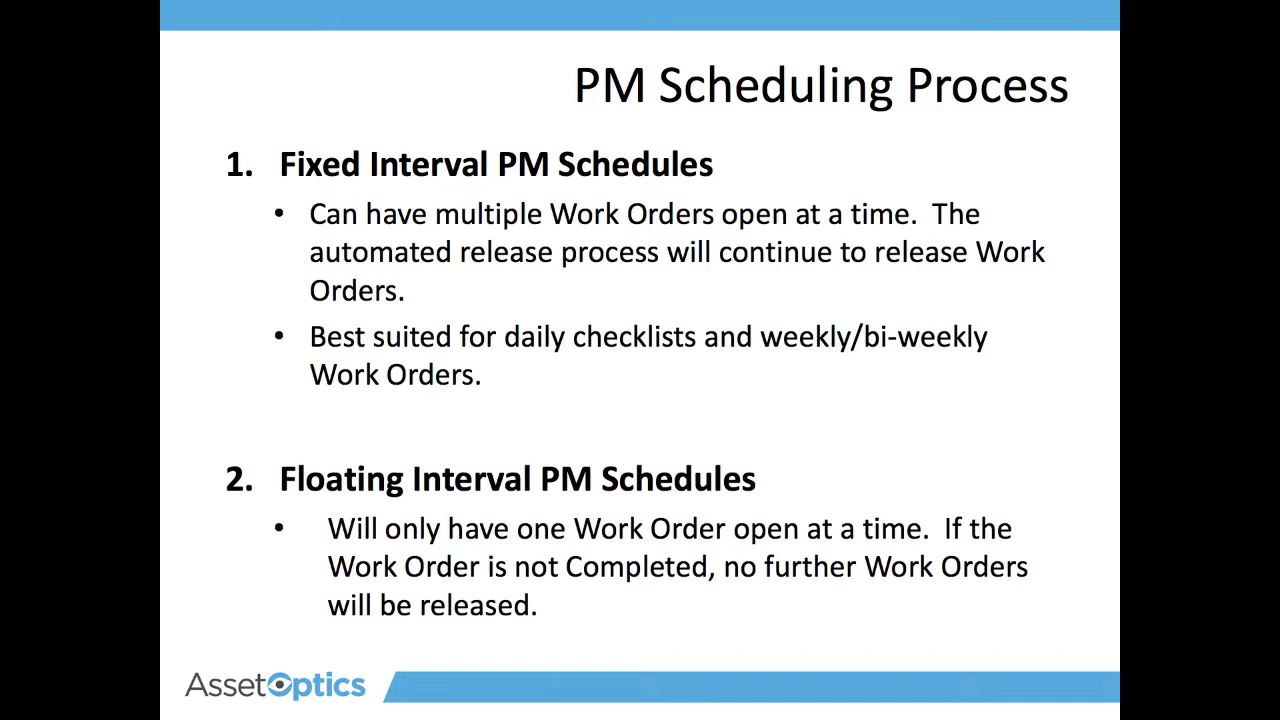 PM Scheduling Process
1. Fixed Interval PM Schedules
• Can have multiple Work Orders open at a time. The
automated release process will continue to release Work
Orders.
• Best suited for daily checklists and weekly/bi-weekly
Work Orders.
2. Floating Interval PM Schedules
• Will only have one Work Order open at a time. If the
Work Order is not Completed, no further Work Orders
will be released.
AssetOptics